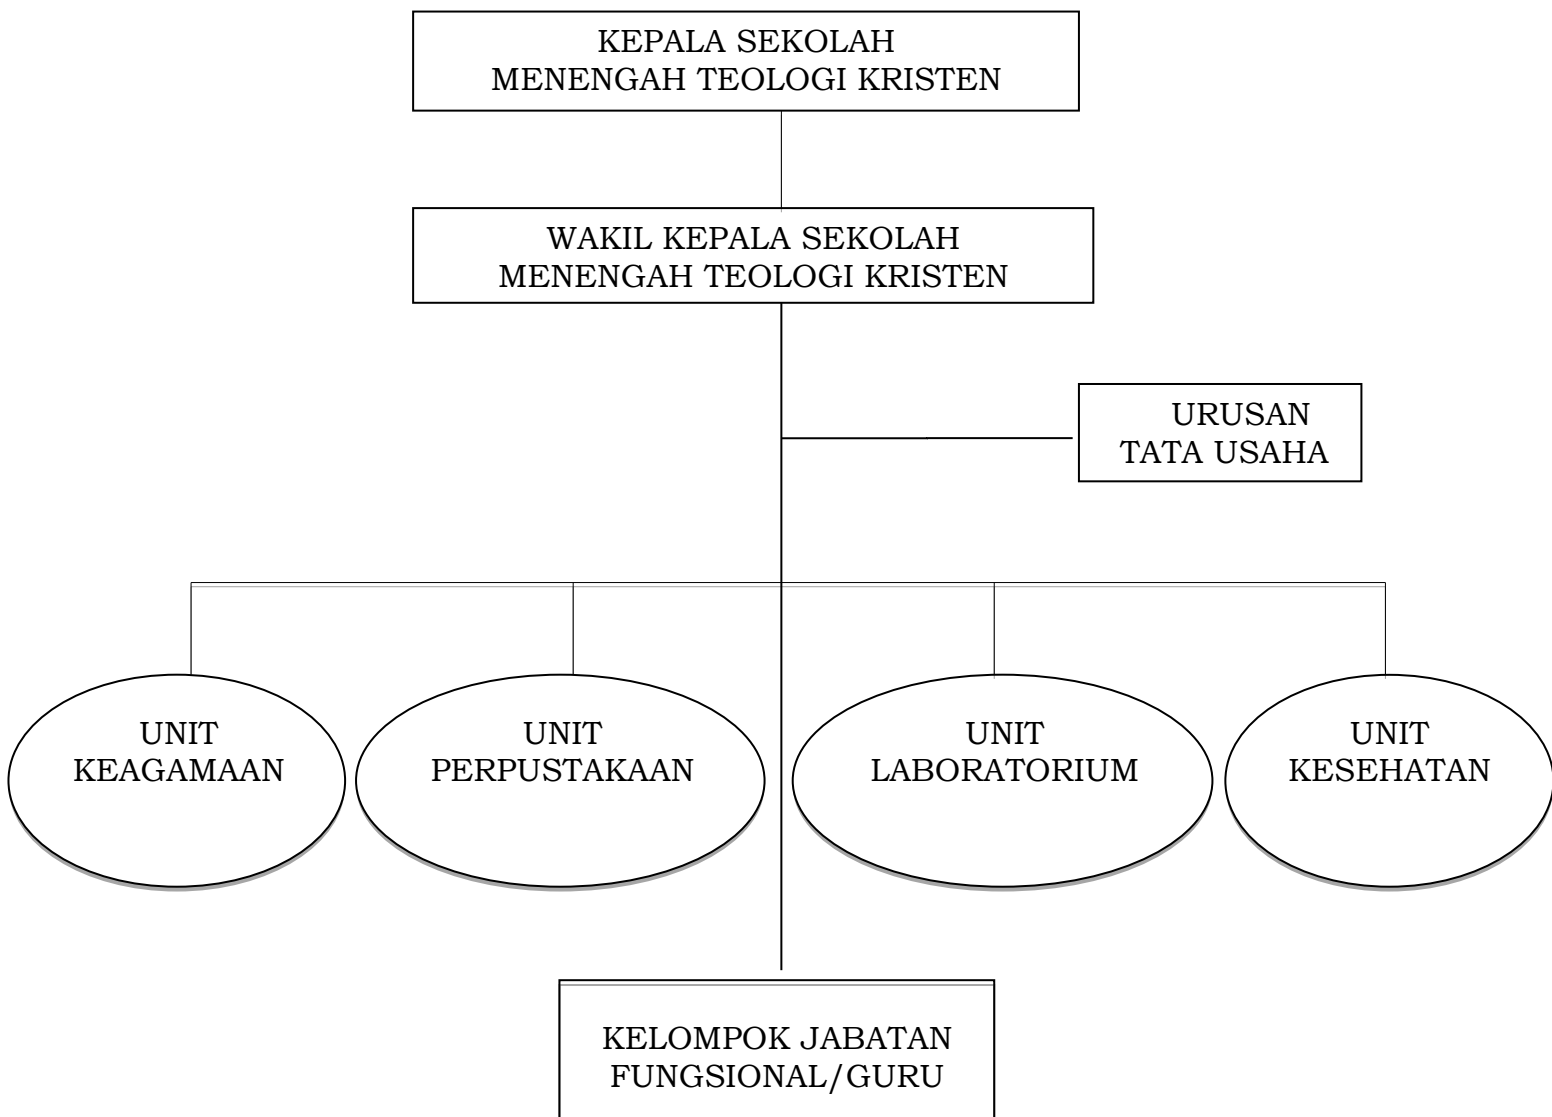 KEPALA SEKOLAH
MENENGAH TEOLOGI KRISTEN
WAKIL KEPALA SEKOLAH
MENENGAH TEOLOGI KRISTEN
URUSAN
TATA USAHA
UNIT
KEAGAMAAN
UNIT
PERPUSTAKAAN
UNIT
LABORATORIUM
UNIT
KESEHATAN
KELOMPOK JABATAN
FUNGSIONAL/GURU